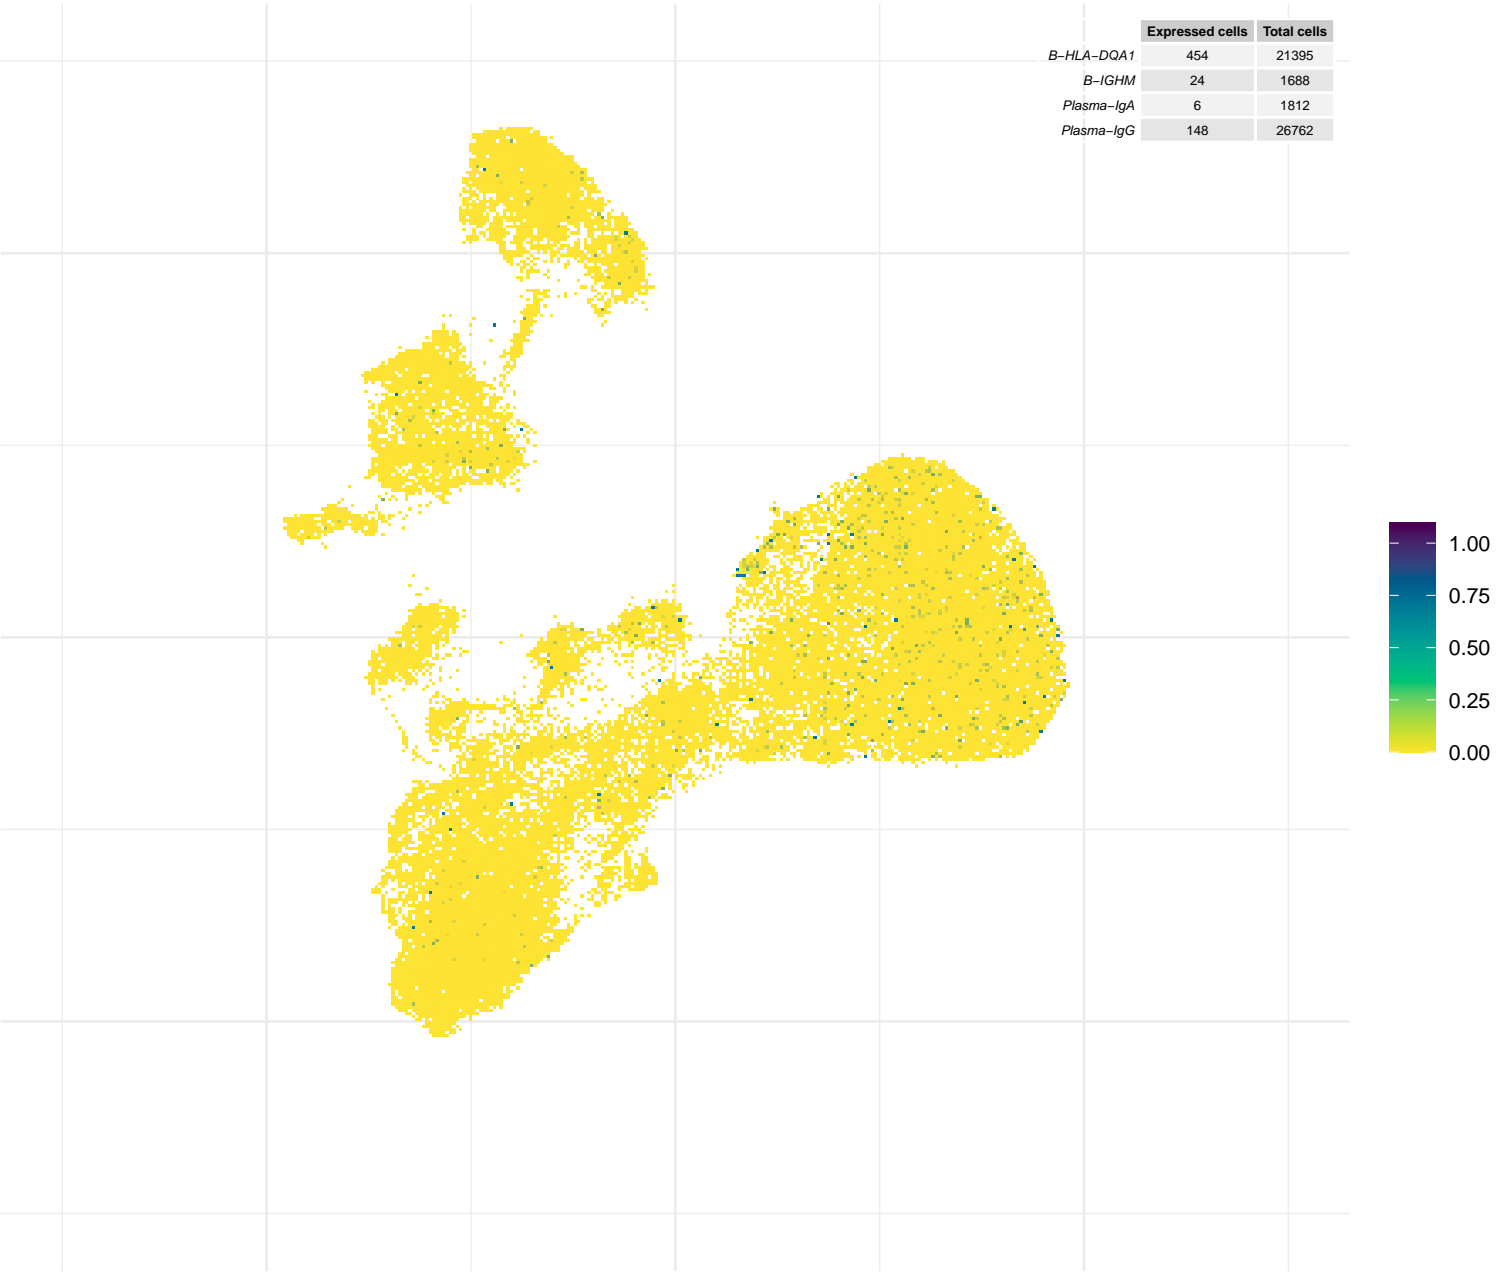 Expressed cells Total cells
B−HLA−DQA1 454 21395
B−IGHM 24 1688
Plasma−IgA 6 1812
Plasma−IgG 148 26762
1.00
0.75
0.50
0.25
0.00